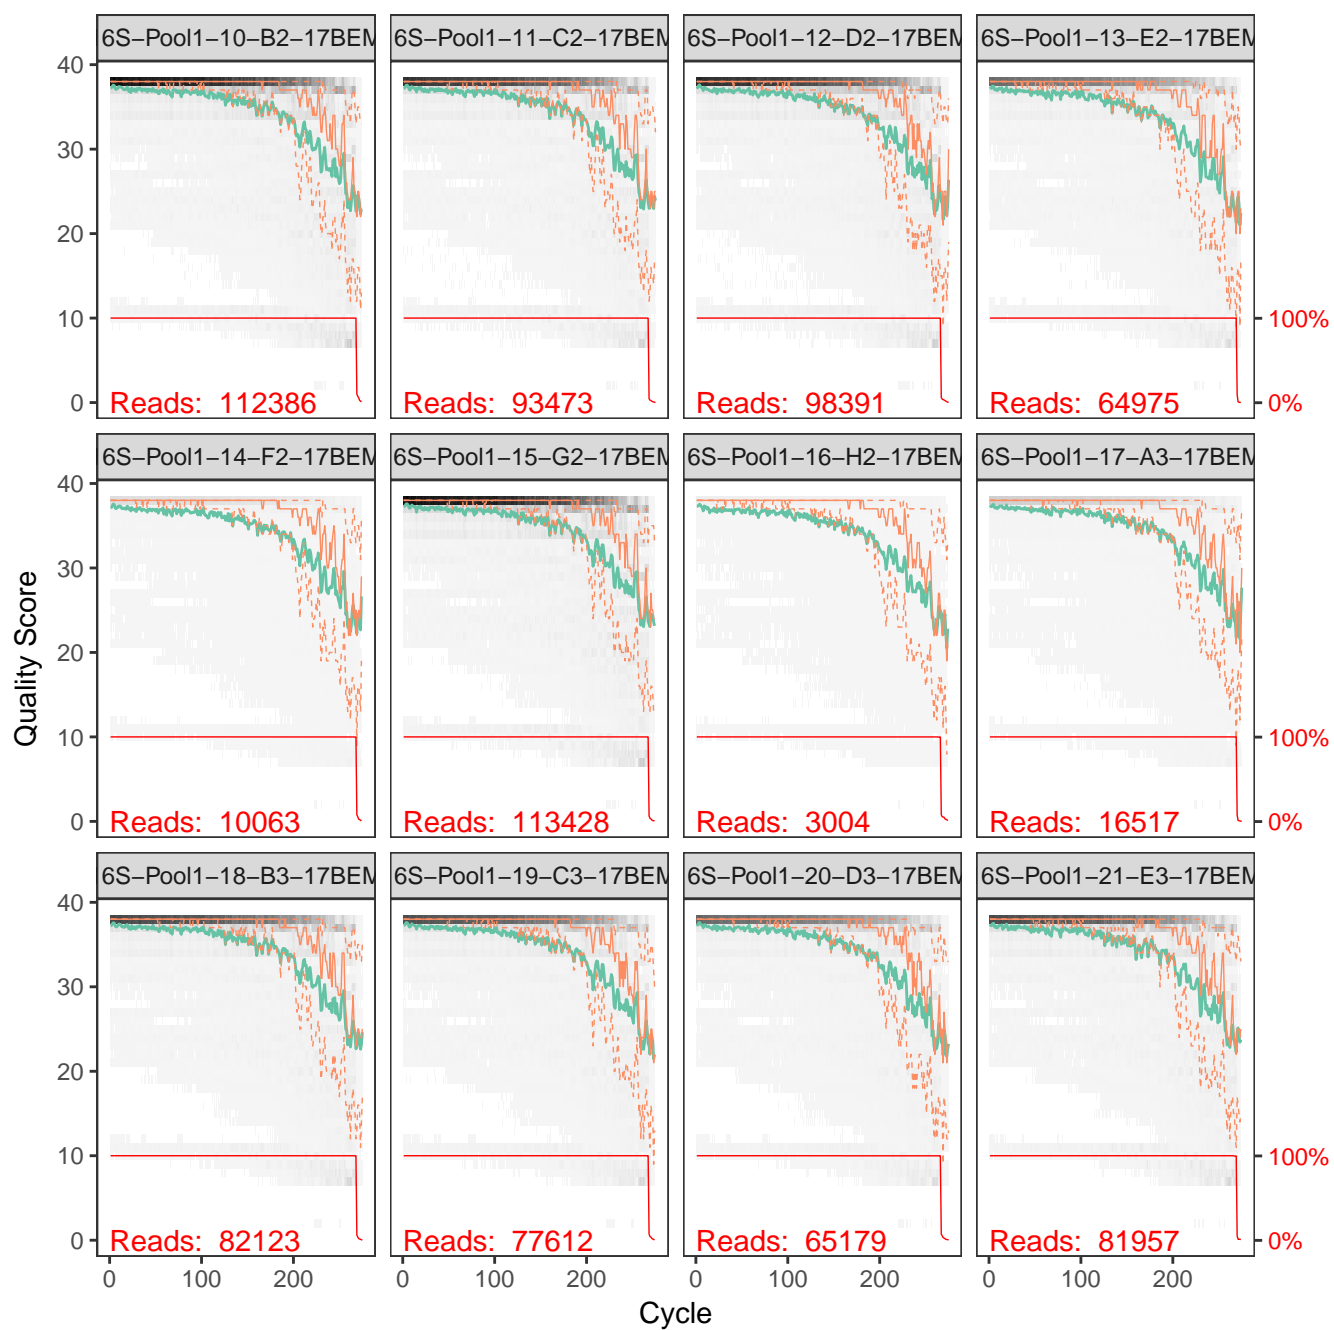 6S−Pool1−10−B2−17BEM 6S−Pool1−11−C2−17BEM 6S−Pool1−12−D2−17BEM 6S−Pool1−13−E2−17BEM
40
30
20
10 100%
0 Reads: 112386 Reads: 93473 Reads: 98391 Reads: 64975 0%
6S−Pool1−14−F2−17BEM 6S−Pool1−15−G2−17BEM 6S−Pool1−16−H2−17BEM 6S−Pool1−17−A3−17BEM
40
30
20
10 100%
0 Reads: 10063 Reads: 113428 Reads: 3004 Reads: 16517 0%
Quality Score
6S−Pool1−18−B3−17BEM 6S−Pool1−19−C3−17BEM 6S−Pool1−20−D3−17BEM 6S−Pool1−21−E3−17BEM
40
30
20
10 100%
0 Reads: 82123 Reads: 77612 Reads: 65179 Reads: 81957 0%
0 100 200 0 100 200 0 100 200 0 100 200
Cycle